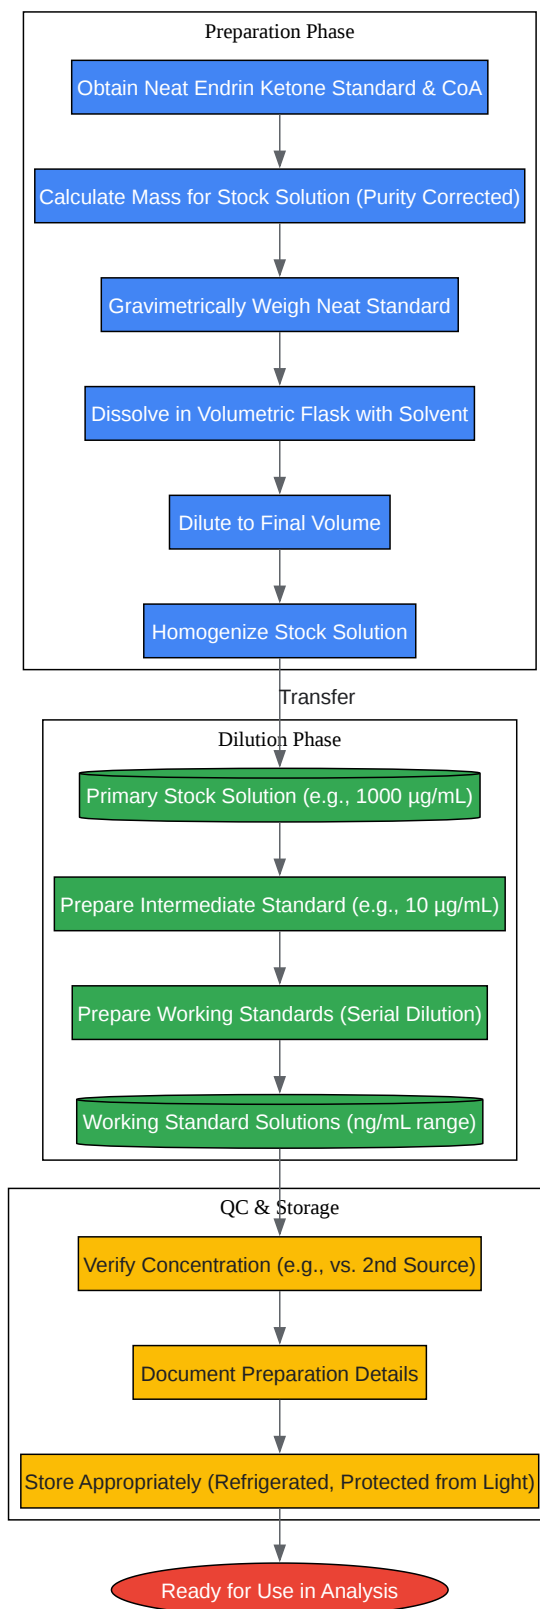 Preparation Phase
Obtain Neat Endrin Ketone Standard & CoA
Calculate Mass for Stock Solution (Purity Corrected)
Gravimetrically Weigh Neat Standard
Dissolve in Volumetric Flask with Solvent
Dilute to Final Volume
Homogenize Stock Solution
Transfer
Dilution Phase
Primary Stock Solution (e.g., 1000 µg/mL)
Prepare Intermediate Standard (e.g., 10 µg/mL)
Prepare Working Standards (Serial Dilution)
Working Standard Solutions (ng/mL range)
QC & Storage
Verify Concentration (e.g., vs. 2nd Source)
Document Preparation Details
Store Appropriately (Refrigerated, Protected from Light)
Ready for Use in Analysis